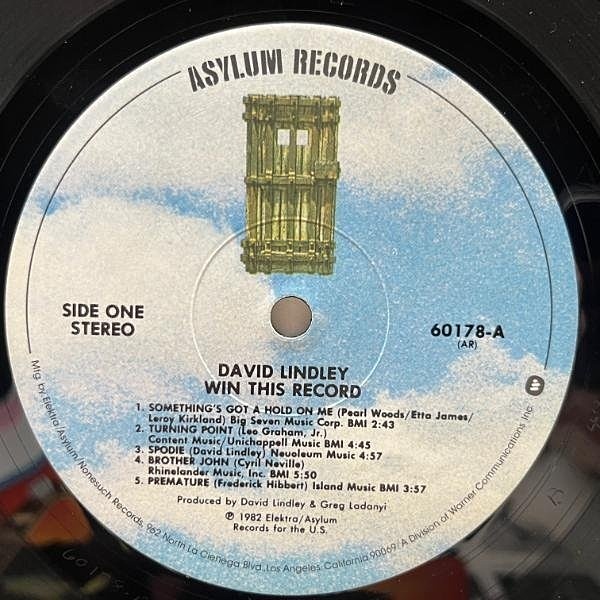 ASYLUM RECORDS
SIDE ONE
STEREO
60178-A
(AR)
DAVID LINDLEY
WIN THIS RECORD
1. SOMETHING'S GOT A HOLD ON ME (Pearl Woods/Etta James/
Leroy Kirkland) Big Seven Music Corp. BMI 2:43
2. TURNING POINT (Leo Graham, Jr.)
Content Music/Unichappell Music BMI 4:45
3. SPODIE (David Lindley) Neuoleum Music 4:57
4. BROTHER JOHN (Cyril Neville)
Rhinelander Music, Inc. BMI 5:50
5. PREMATURE (Frederick Hibbert) Island Music BMI 3:57
Produced by David Lindley & Greg Ladanyi
℗ 1982 Elektra/Asylum
Records for the U.S.
Mfg by Elektra/Asylum/Nonesuch Records, 962 North La Cienega Blvd., Los Angeles, California 90069/A Division of Warner Communications Inc.